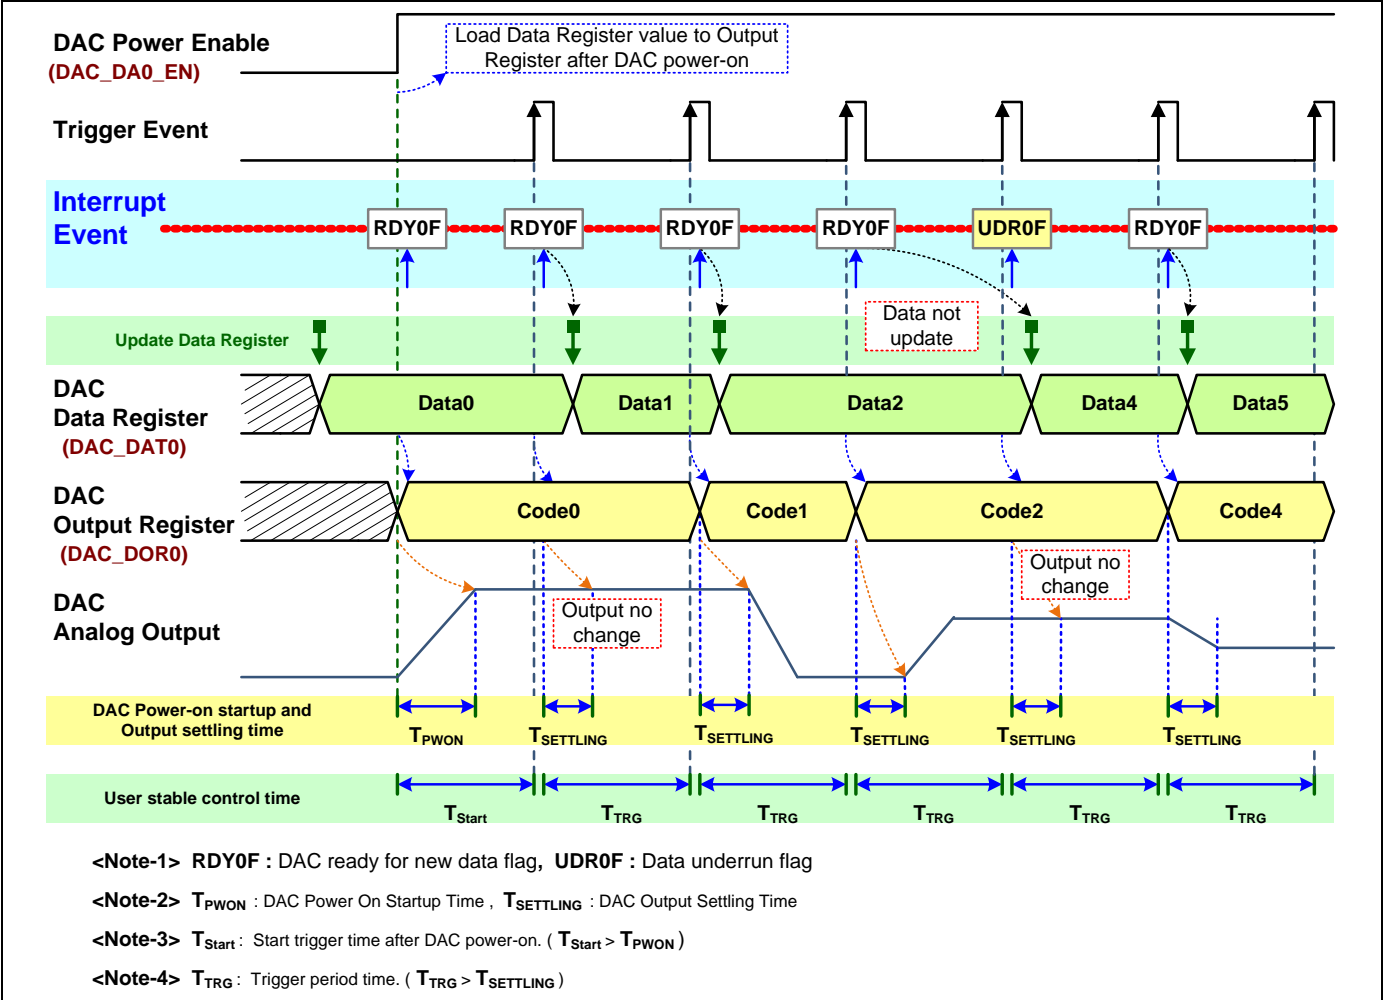 DAC Power Enable
(DAC_DA0_EN)
Load Data Register value to Output
Register after DAC power-on
Trigger Event
Interrupt
Event
RDY0F RDY0F RDY0F RDY0F UDR0F RDY0F
Data not
update
Update Data Register
DAC
Data Register
(DAC_DAT0)
Data0 Data1 Data2 Data4 Data5
DAC
Output Register
(DAC_DOR0)
Code0 Code1 Code2 Code4
DAC
Analog Output
Output no
change
Output no
change
DAC Power-on startup and
Output settling time
TPWON TSETTLING TSETTLING TSETTLING TSETTLING TSETTLING
User stable control time
TStart TTRG TTRG TTRG TTRG TTRG
<Note-1> RDY0F : DAC ready for new data flag, UDR0F : Data underrun flag
<Note-2> TPWON : DAC Power On Startup Time , TSETTLING : DAC Output Settling Time
<Note-3> TStart : Start trigger time after DAC power-on. ( TStart > TPWON )
<Note-4> TTRG : Trigger period time. ( TTRG > TSETTLING )